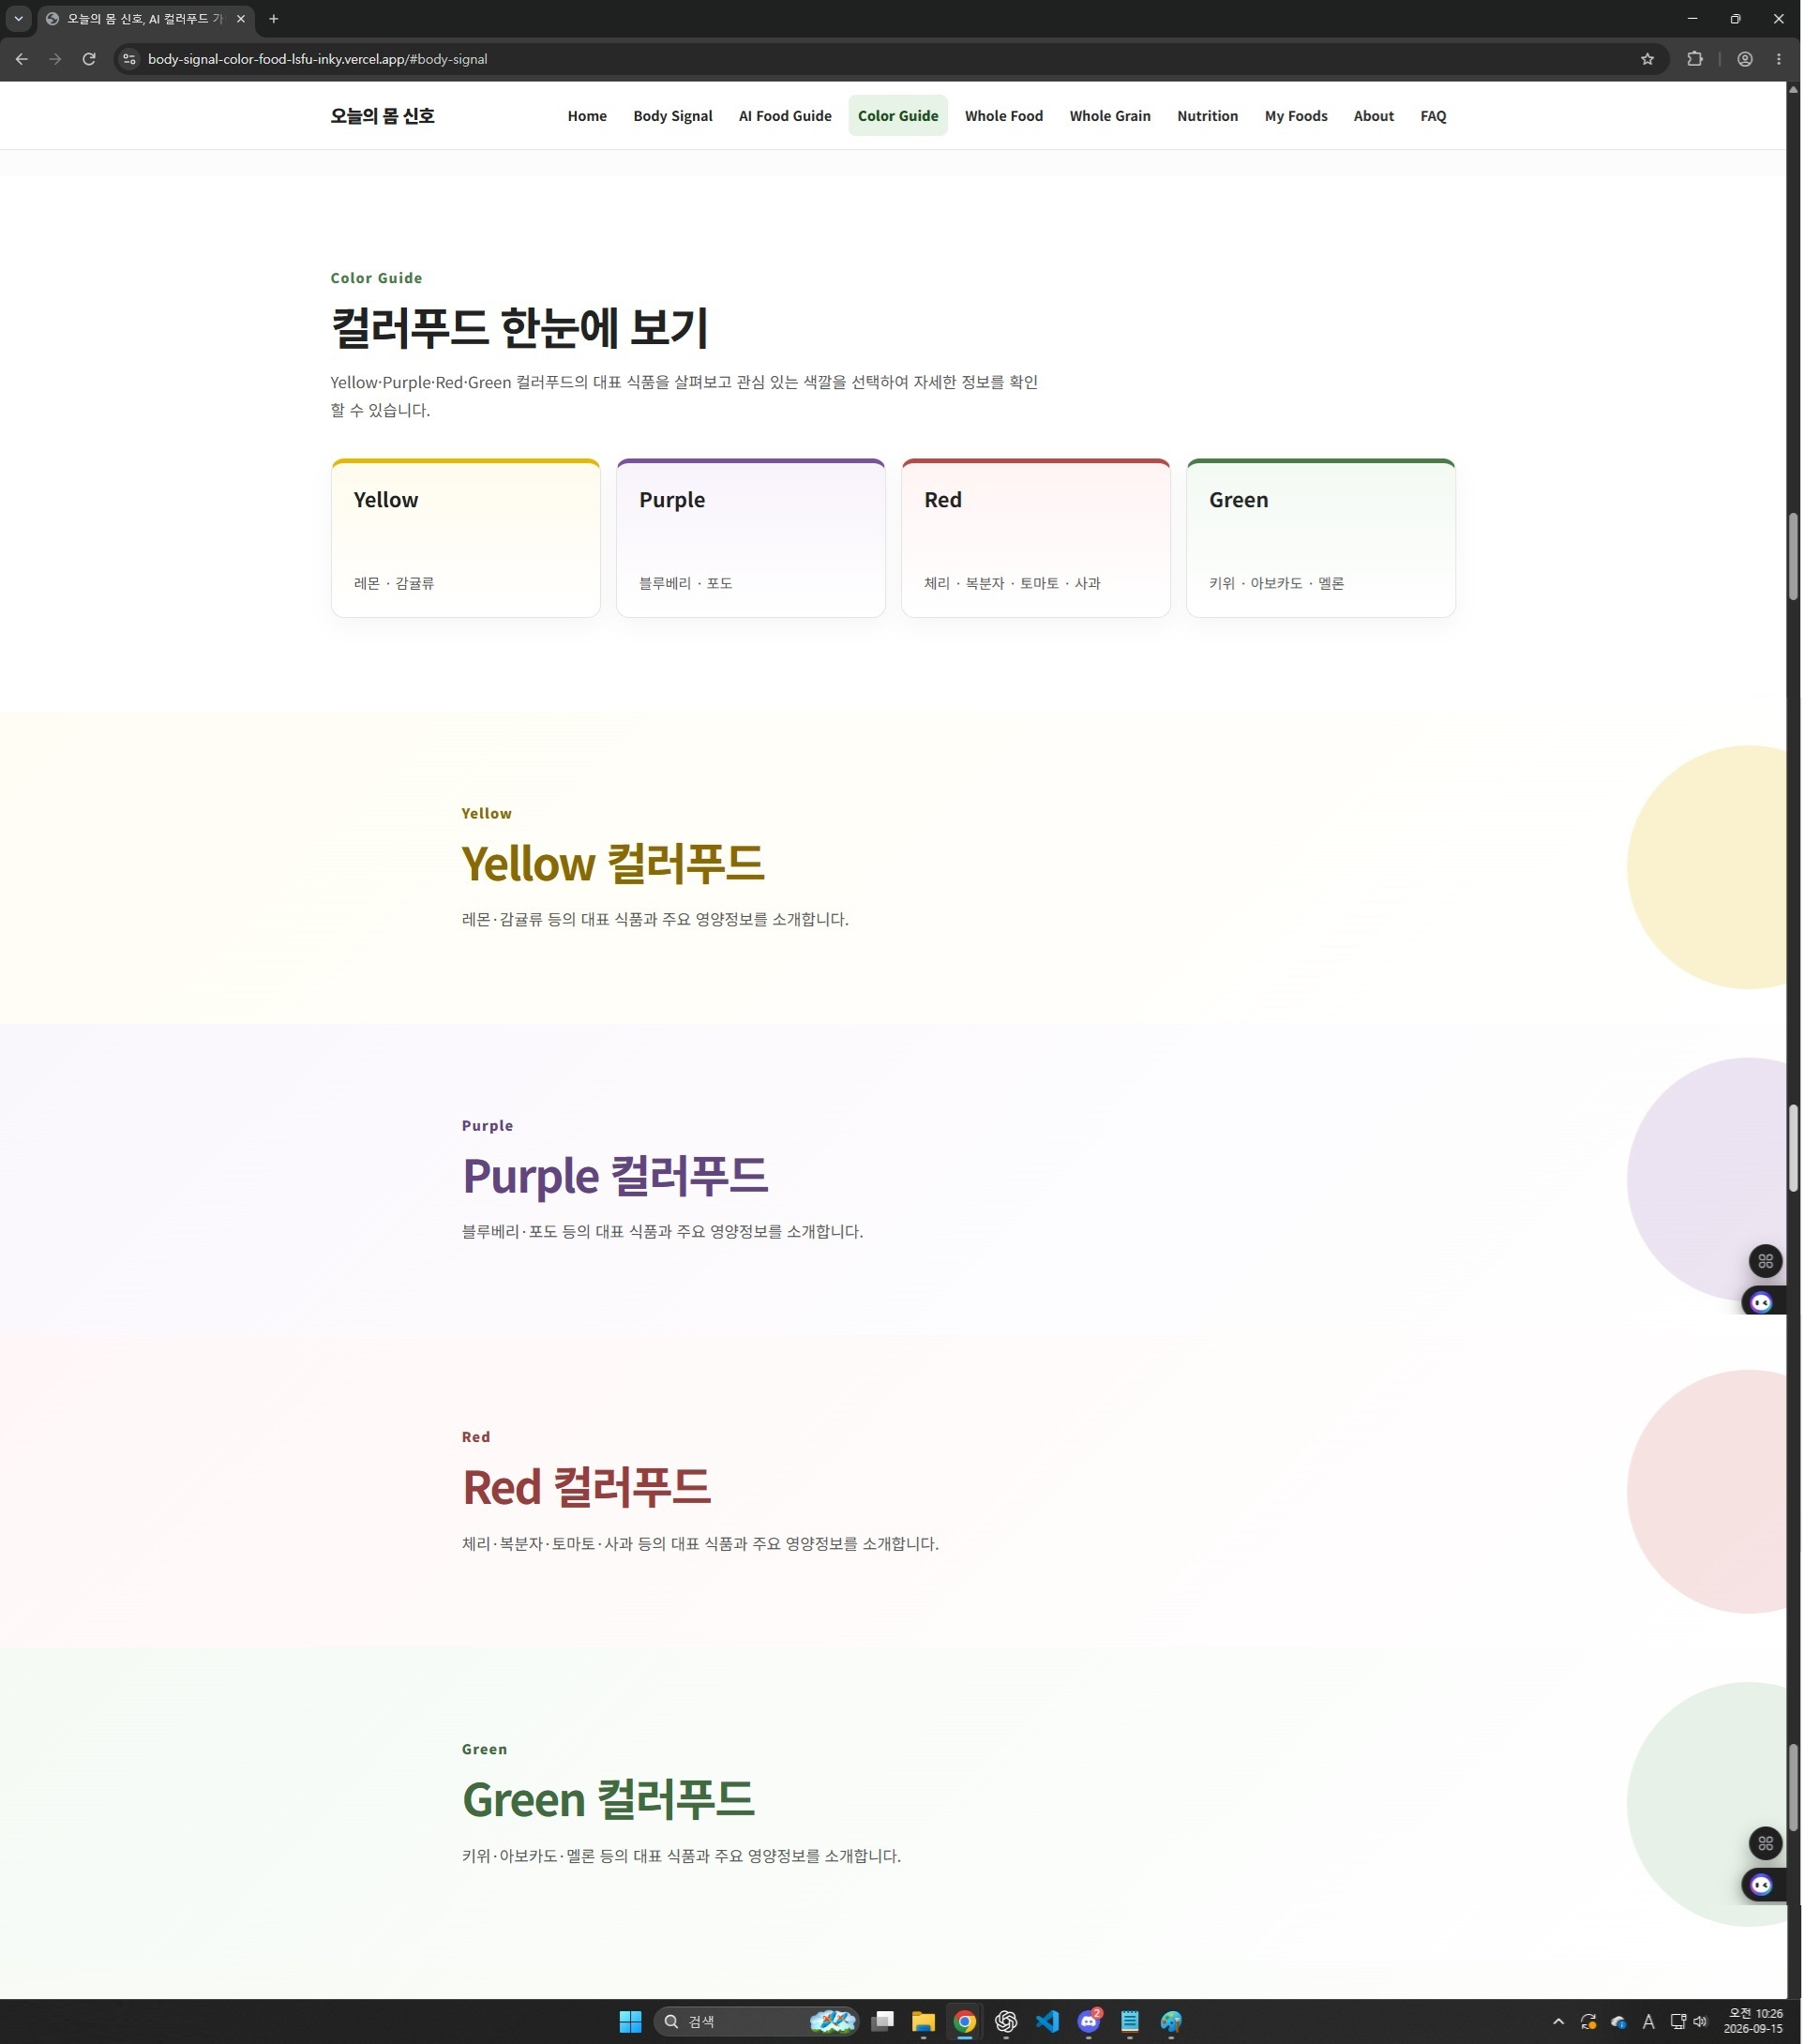 오늘의 몸 신호, AI 컬러푸드 가
body-signal-color-food-lsfu-inky.vercel.app/#body-signal
오늘의 몸 신호
Home
Body Signal
AI Food Guide
Color Guide
Whole Food
Whole Grain
Nutrition
My Foods
About
FAQ
Color Guide
컬러푸드 한눈에 보기
Yellow·Purple·Red·Green 컬러푸드의 대표 식품을 살펴보고 관심 있는 색깔을 선택하여 자세한 정보를 확인
할 수 있습니다.
Yellow
레몬 · 감귤류
Purple
블루베리 · 포도
Red
체리 · 복분자 · 토마토 · 사과
Green
키위 · 아보카도 · 멜론
Yellow
Yellow 컬러푸드
레몬·감귤류 등의 대표 식품과 주요 영양정보를 소개합니다.
Purple
Purple 컬러푸드
블루베리·포도 등의 대표 식품과 주요 영양정보를 소개합니다.
Red
Red 컬러푸드
체리·복분자·토마토·사과 등의 대표 식품과 주요 영양정보를 소개합니다.
Green
Green 컬러푸드
키위·아보카도·멜론 등의 대표 식품과 주요 영양정보를 소개합니다.
검색
2
A
오전 10:26
2026-09-15